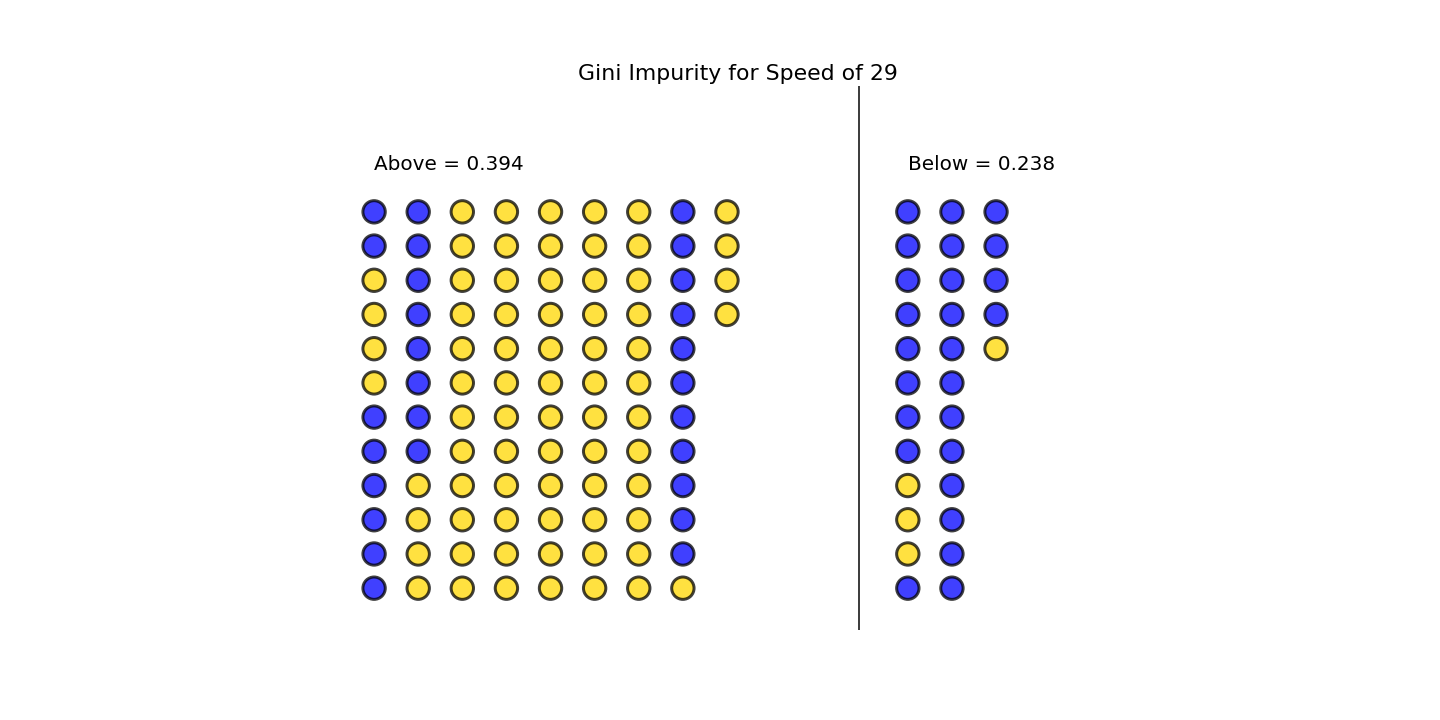 Gini Impurity for Speed of 29
Above = 0.394
Below = 0.238